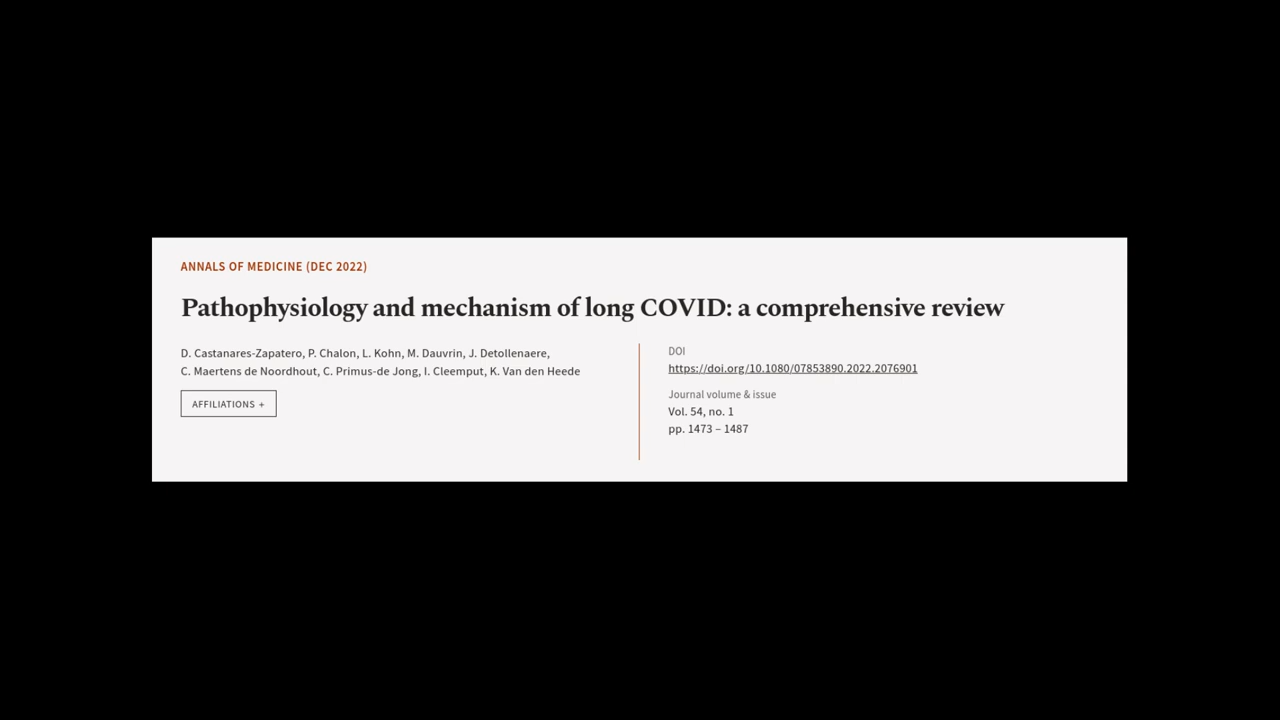 ANNALS OF MEDICINE (DEC 2022)
Pathophysiology and mechanism of long COVID: a comprehensive review
D. Castanares-Zapatero, P. Chalon, L. Kohn, M. Dauvrin, J. Detollenaere,
C. Maertens de Noordhout, C. Primus-de Jong, I. Cleemput, K. Van den Heede
AFFILIATIONS +
DOI
https://doi.org/10.1080/07853890.2022.2076901
Journal volume & issue
Vol. 54, no. 1
pp. 1473 – 1487